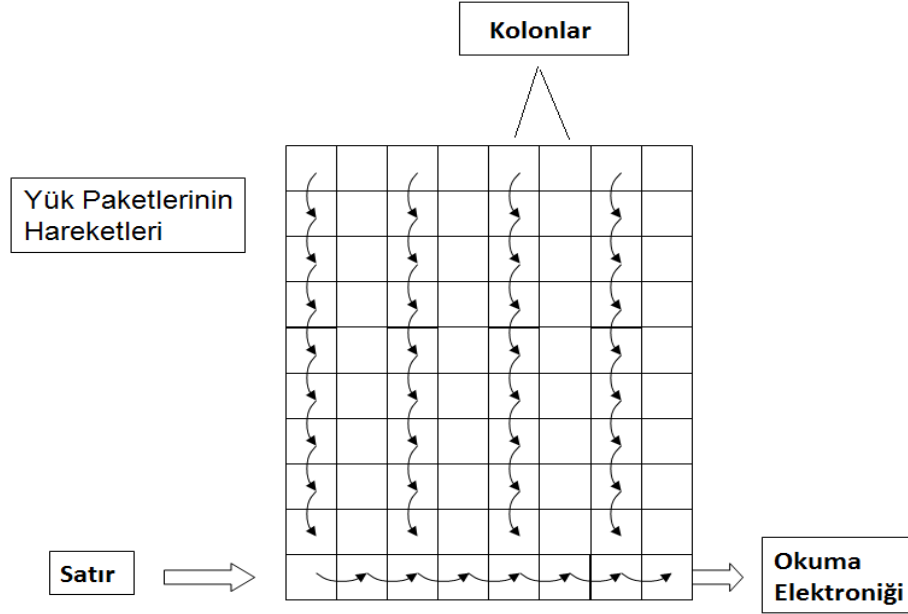 Kolonlar
Yük Paketlerinin
Hareketleri
Satır
Okuma
Elektroniği